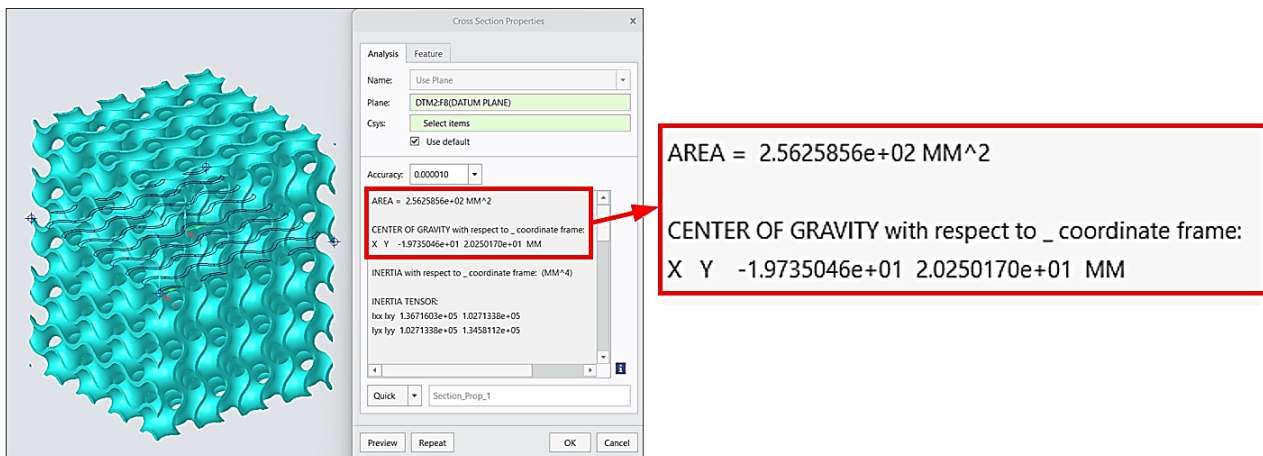 Cross Section Properties
Analysis Feature
Name: Use Plane
Plane: DTM2:F8(DATUM PLANE)
Csys: Select items
Use default
Accuracy: 0.000010
AREA = 2.5625856e+02 MM^2
CENTER OF GRAVITY with respect to _ coordinate frame:
X Y -1.9735046e+01 2.0250170e+01 MM
INERTIA with respect to _ coordinate frame: (MM^4)
INERTIA TENSOR:
Ixx Ixy 1.3671603e+05 1.0271338e+05
Iyx Iyy 1.0271338e+05 1.3458112e+05
Quick Section_Prop_1
Preview Repeat OK Cancel
AREA = 2.5625856e+02 MM^2
CENTER OF GRAVITY with respect to _ coordinate frame:
X Y -1.9735046e+01 2.0250170e+01 MM